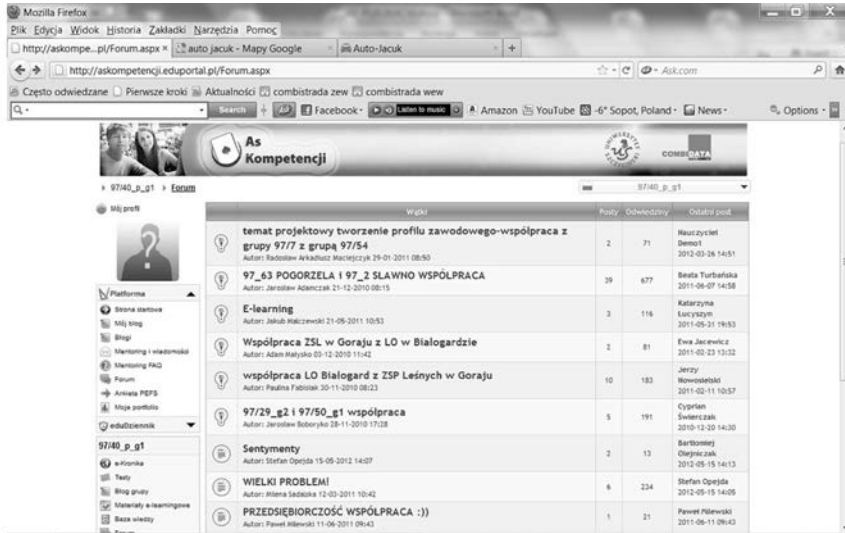 Mozilla Firefox
Plik Edycja Widok Historia Zakładki Narzędzia Pomoc
http://askompe...pl/Forum.aspx × auto jacuk - Mapy Google × Auto-Jacuk × +
http://askompetencji.eduportal.pl/Forum.aspx Ask.com
Często odwiedzane Pierwsze kroki Aktualności combistrada zew combistrada wew
Search Facebook Listen to music Amazon YouTube -6° Sopot, Poland News Options
As
Kompetencji
COMBIDATA
97/40_p_g1 Forum 97/40_p_g1
Mój profil
Platforma
Strona startowa
Mój blog
Blogi
Mentoring i wiadomości
Mentoring FAQ
Forum
Ankieta PEFS
Moje portfolio
eduDziennik
97/40_p_g1
e-Kronika
Testy
Blog grupy
Materiały e-learningowe
Baza wiedzy
Forum
Wątki Posty Odwiedziny Ostatni post
temat projektowy tworzenie profilu zawodowego-współpraca z
grupy 97/7 z grupą 97/54
Autor: Radosław Arkadiusz Maciejczyk 29-01-2011 08:50
2 71
Nauczyciel
Demo1
2012-03-26 14:51
97_63 POGORZELA i 97_2 SŁAWNO WSPÓŁPRACA
Autor: Jarosław Adamczak 21-12-2010 08:15
39 677
Beata Turbańska
2011-06-07 14:58
E-learning
Autor: Jakub Malczewski 21-05-2011 10:53
3 116
Katarzyna
Łucyszyn
2011-05-31 19:53
Współpraca ZSL w Goraju z LO w Białogardzie
Autor: Adam Małysko 03-12-2010 11:42
2 81
Ewa Jacewicz
2011-02-23 13:32
współpraca LO Białogard z ZSP Leśnych w Goraju
Autor: Paulina Fabisiak 30-11-2010 08:23
10 183
Jerzy
Nowosielski
2011-02-11 10:57
97/29_g2 i 97/50_g1 współpraca
Autor: Jarosław Boboryko 28-11-2010 17:28
5 191
Cyprian
Świerczak
2010-12-20 14:30
Sentymenty
Autor: Stefan Opejda 15-05-2012 14:07
2 13
Bartłomiej
Olejniczak
2012-05-15 14:13
WIELKI PROBLEM!
Autor: Milena Sadalska 12-03-2011 10:42
6 234
Stefan Opejda
2012-05-15 14:05
PRZEDSIĘBIORCZOŚĆ WSPÓŁPRACA :))
Autor: Paweł Milewski 11-06-2011 09:43
1 21
Paweł Milewski
2011-06-11 09:43